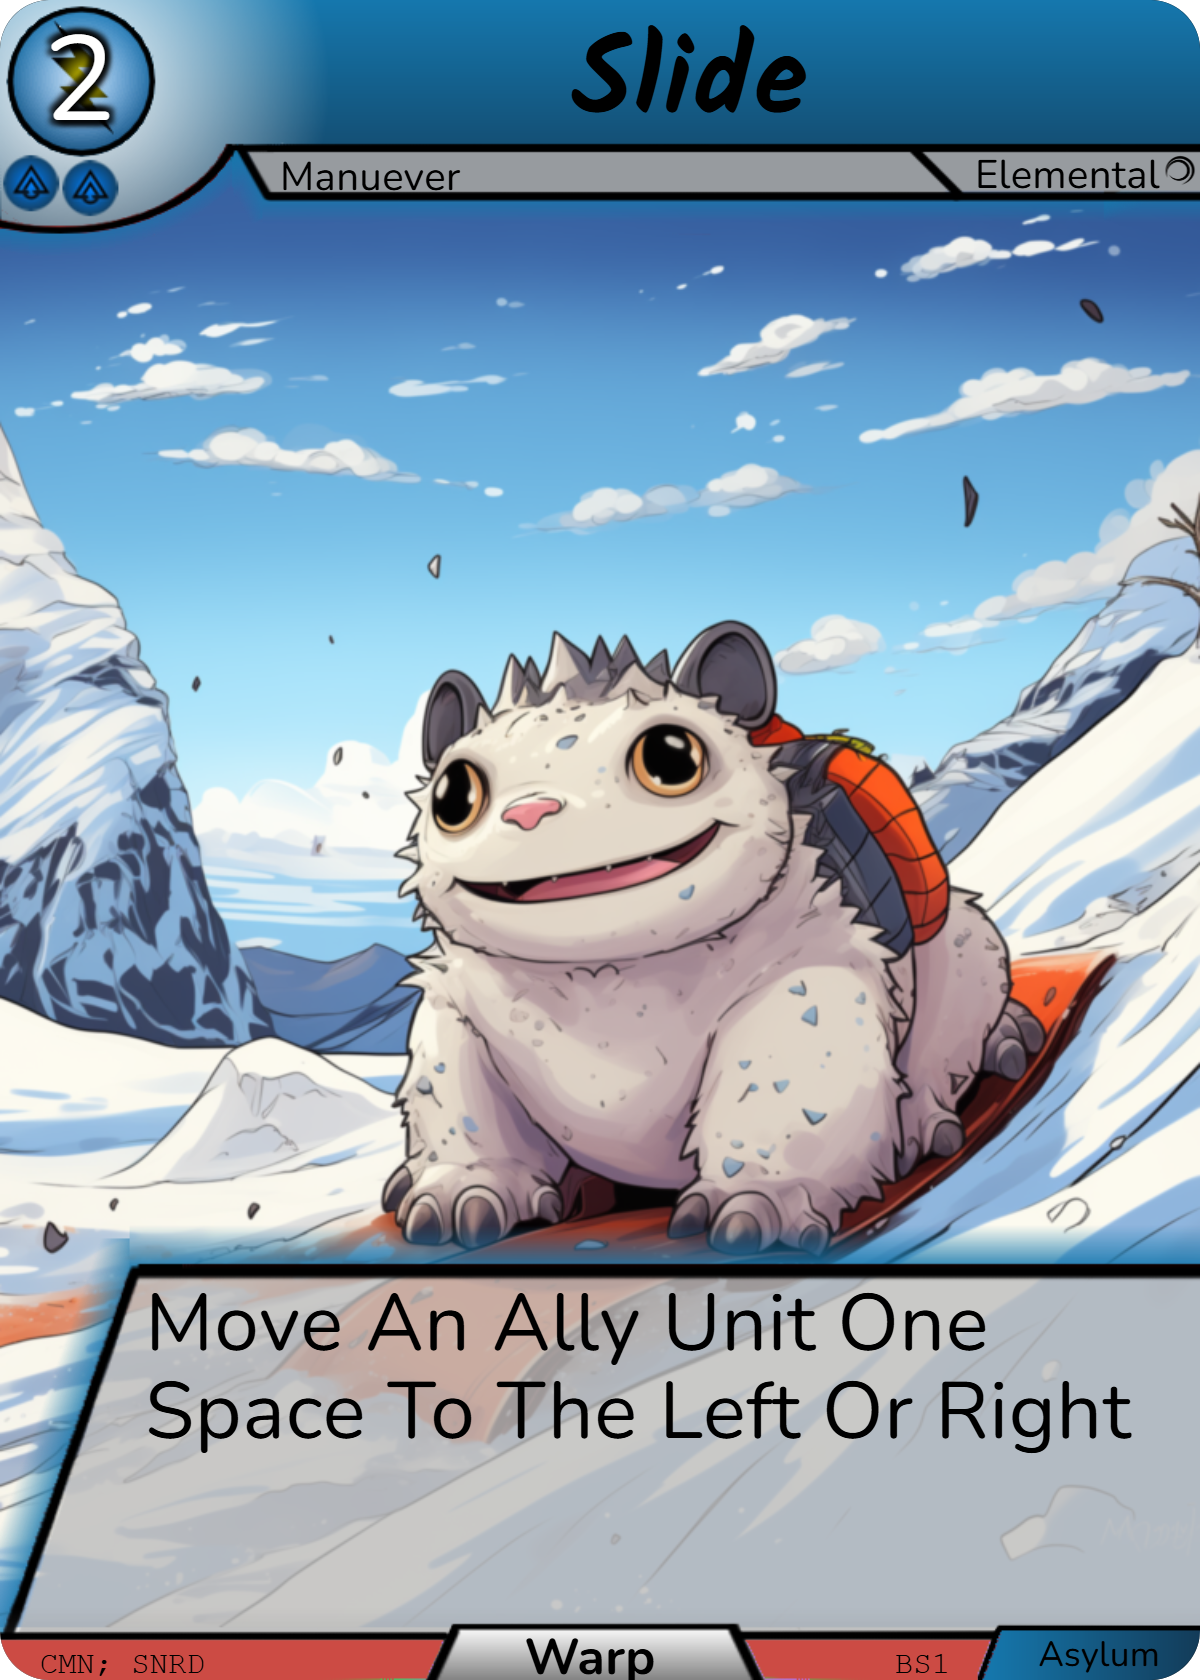 2
Slide
Manuever
Elemental
Move An Ally Unit One
Space To The Left Or Right
CMN; SNRD
Warp
BS1
Asylum